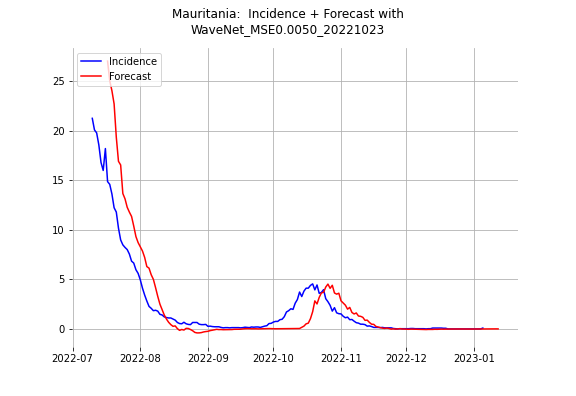 Mauritania:  Incidence + Forecast with
WaveNet_MSE0.0050_20221023
Incidence
Forecast
25
20
15
10
5
0
2022-07 2022-08 2022-09 2022-10 2022-11 2022-12 2023-01